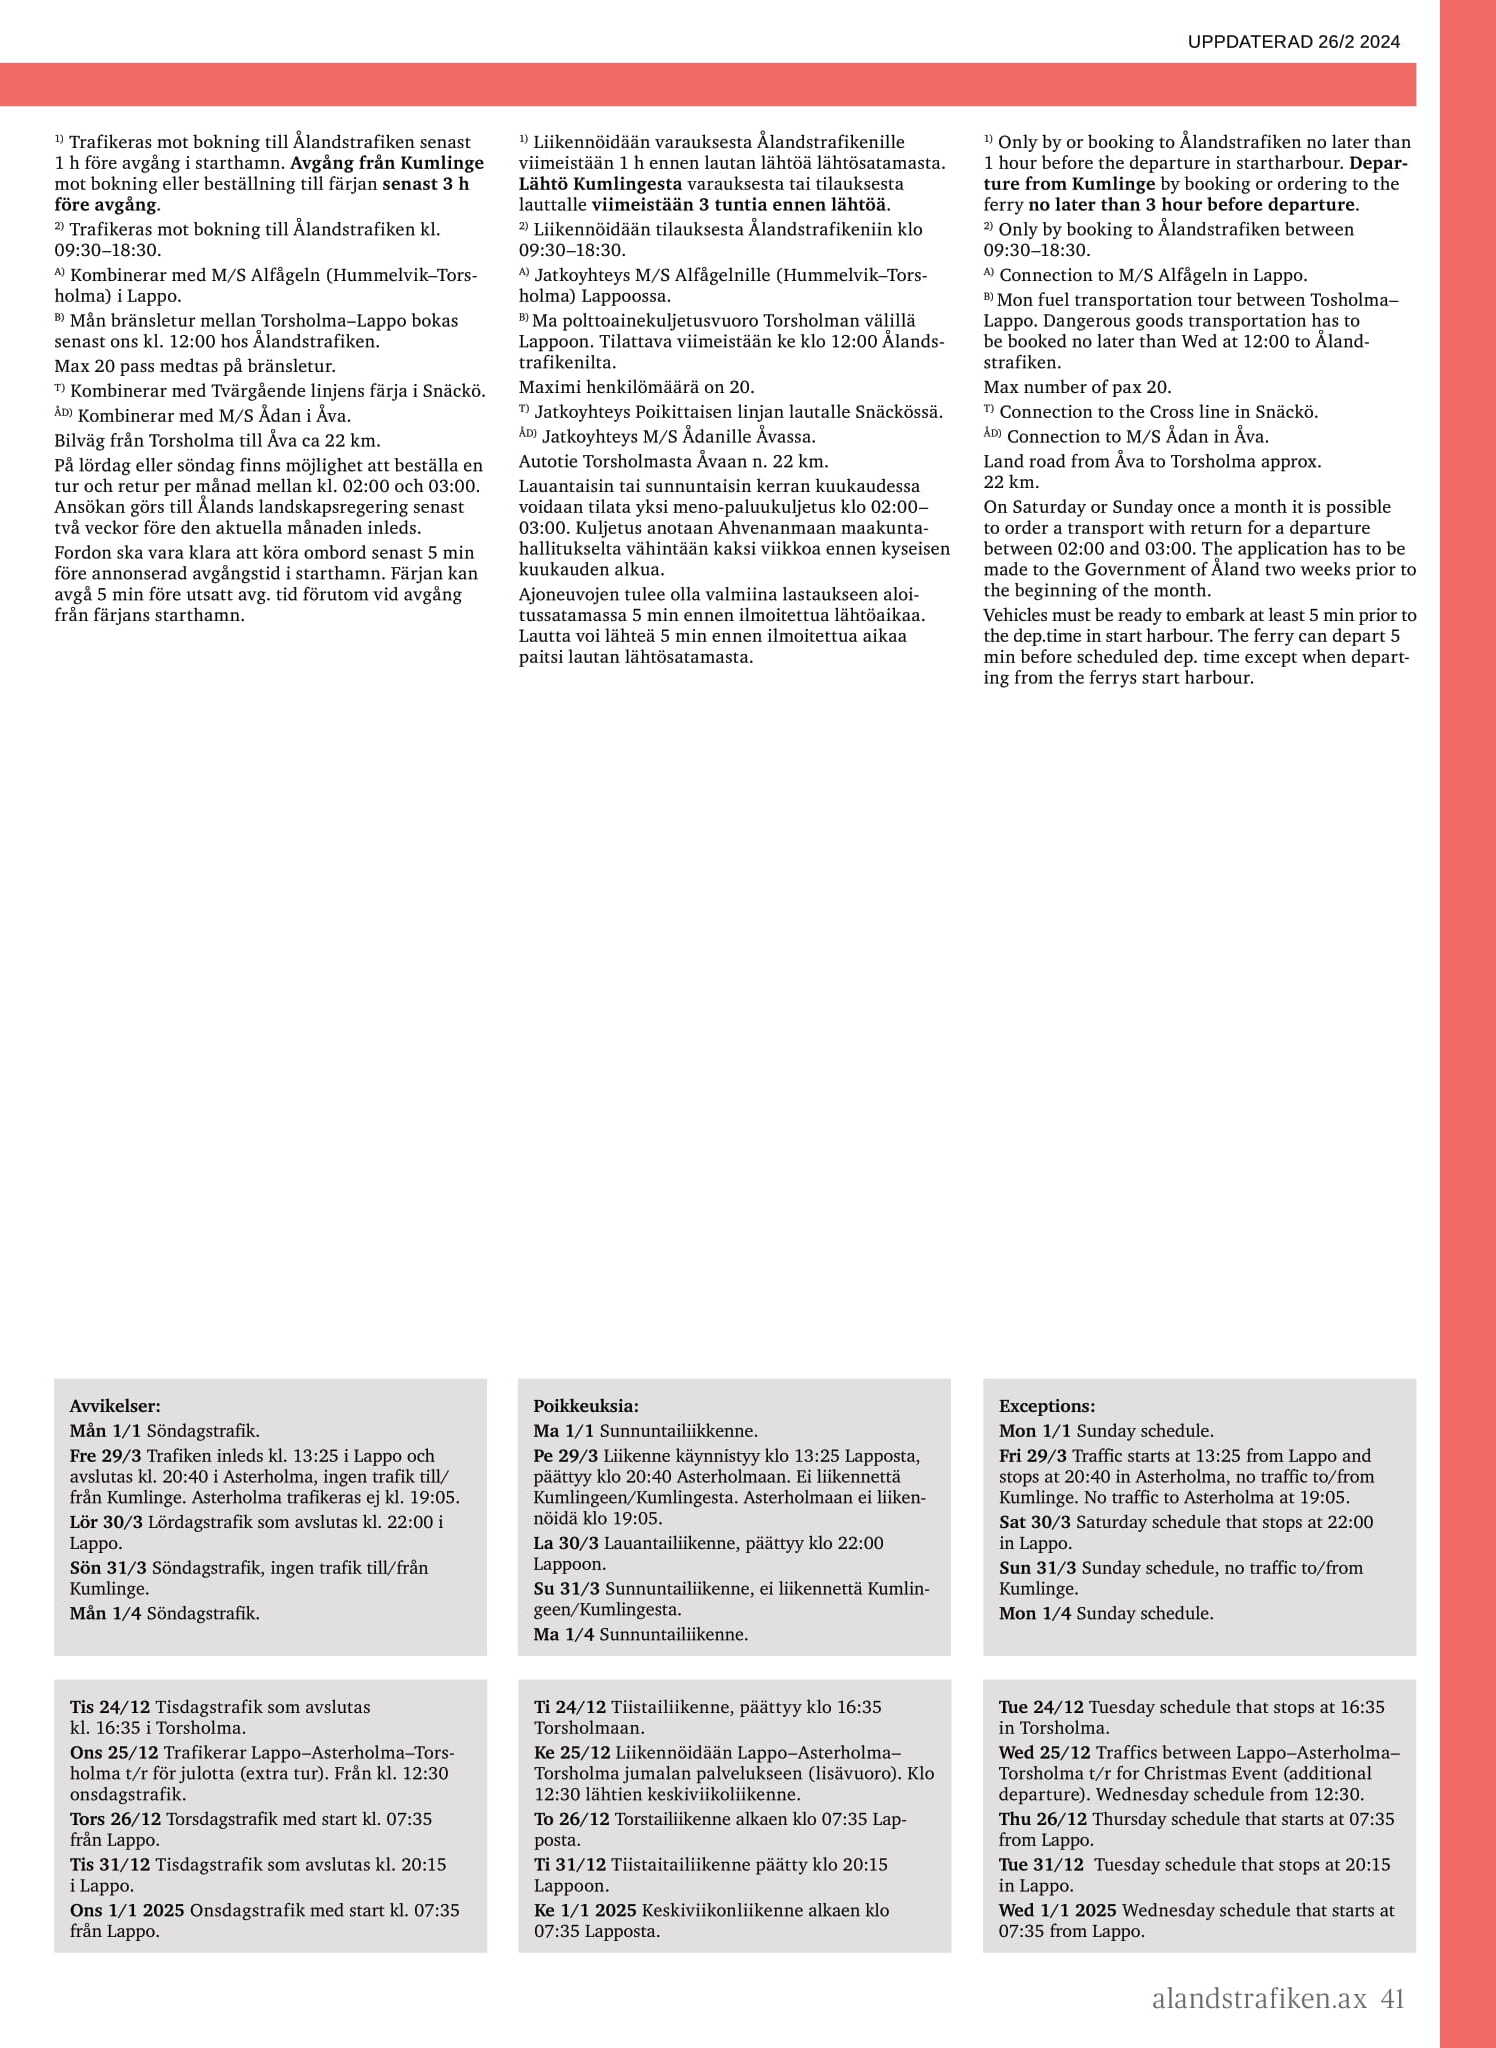 UPPDATERAD 26/2 2024
1) Trafikeras mot bokning till Ålandstrafiken senast
1 h före avgång i starthamn. Avgång från Kumlinge
mot bokning eller beställning till färjan senast 3 h
före avgång.
2) Trafikeras mot bokning till Ålandstrafiken kl.
09:30–18:30.
A) Kombinerar med M/S Alfågeln (Hummelvik–Tors-
holma) i Lappo.
B) Mån bränsletur mellan Torsholma–Lappo bokas
senast ons kl. 12:00 hos Ålandstrafiken.
Max 20 pass medtas på bränsletur.
T) Kombinerar med Tvärgående linjens färja i Snäckö.
ÅD) Kombinerar med M/S Ådan i Åva.
Bilväg från Torsholma till Åva ca 22 km.
På lördag eller söndag finns möjlighet att beställa en
tur och retur per månad mellan kl. 02:00 och 03:00.
Ansökan görs till Ålands landskapsregering senast
två veckor före den aktuella månaden inleds.
Fordon ska vara klara att köra ombord senast 5 min
före annonserad avgångstid i starthamn. Färjan kan
avgå 5 min före utsatt avg. tid förutom vid avgång
från färjans starthamn.
1) Liikennöidään varauksesta Ålandstrafikenille
viimeistään 1 h ennen lautan lähtöä lähtösatamasta.
Lähtö Kumlingesta varauksesta tai tilauksesta
lauttalle viimeistään 3 tuntia ennen lähtöä.
2) Liikennöidään tilauksesta Ålandstrafikeniin klo
09:30–18:30.
A) Jatkoyhteys M/S Alfågelnille (Hummelvik–Tors-
holma) Lappoossa.
B) Ma polttoainekuljetusvuoro Torsholman välillä
Lappoon. Tilattava viimeistään ke klo 12:00 Ålands-
trafikenilta.
Maximi henkilömäärä on 20.
T) Jatkoyhteys Poikittaisen linjan lautalle Snäckössä.
ÅD) Jatkoyhteys M/S Ådanille Åvassa.
Autotie Torsholmasta Åvaan n. 22 km.
Lauantaisin tai sunnuntaisin kerran kuukaudessa
voidaan tilata yksi meno-paluukuljetus klo 02:00–
03:00. Kuljetus anotaan Ahvenanmaan maakunta-
hallitukselta vähintään kaksi viikkoa ennen kyseisen
kuukauden alkua.
Ajoneuvojen tulee olla valmiina lastaukseen aloi-
tussatamassa 5 min ennen ilmoitettua lähtöaikaa.
Lautta voi lähteä 5 min ennen ilmoitettua aikaa
paitsi lautan lähtösatamasta.
1) Only by or booking to Ålandstrafiken no later than
1 hour before the departure in startharbour. Depar-
ture from Kumlinge by booking or ordering to the
ferry no later than 3 hour before departure.
2) Only by booking to Ålandstrafiken between
09:30–18:30.
A) Connection to M/S Alfågeln in Lappo.
B) Mon fuel transportation tour between Tosholma–
Lappo. Dangerous goods transportation has to
be booked no later than Wed at 12:00 to Åland-
strafiken.
Max number of pax 20.
T) Connection to the Cross line in Snäckö.
ÅD) Connection to M/S Ådan in Åva.
Land road from Åva to Torsholma approx.
22 km.
On Saturday or Sunday once a month it is possible
to order a transport with return for a departure
between 02:00 and 03:00. The application has to be
made to the Government of Åland two weeks prior to
the beginning of the month.
Vehicles must be ready to embark at least 5 min prior to
the dep.time in start harbour. The ferry can depart 5
min before scheduled dep. time except when depart-
ing from the ferrys start harbour.
Avvikelser:
Mån 1/1 Söndagstrafik.
Fre 29/3 Trafiken inleds kl. 13:25 i Lappo och
avslutas kl. 20:40 i Asterholma, ingen trafik till/
från Kumlinge. Asterholma trafikeras ej kl. 19:05.
Lör 30/3 Lördagstrafik som avslutas kl. 22:00 i
Lappo.
Sön 31/3 Söndagstrafik, ingen trafik till/från
Kumlinge.
Mån 1/4 Söndagstrafik.
Poikkeuksia:
Ma 1/1 Sunnuntailiikkenne.
Pe 29/3 Liikenne käynnistyy klo 13:25 Lapposta,
päättyy klo 20:40 Asterholmaan. Ei liikennettä
Kumlingeen/Kumlingesta. Asterholmaan ei liiken-
nöidä klo 19:05.
La 30/3 Lauantailiikenne, päättyy klo 22:00
Lappoon.
Su 31/3 Sunnuntailiikenne, ei liikennettä Kumlin-
geen/Kumlingesta.
Ma 1/4 Sunnuntailiikenne.
Exceptions:
Mon 1/1 Sunday schedule.
Fri 29/3 Traffic starts at 13:25 from Lappo and
stops at 20:40 in Asterholma, no traffic to/from
Kumlinge. No traffic to Asterholma at 19:05.
Sat 30/3 Saturday schedule that stops at 22:00
in Lappo.
Sun 31/3 Sunday schedule, no traffic to/from
Kumlinge.
Mon 1/4 Sunday schedule.
Tis 24/12 Tisdagstrafik som avslutas
kl. 16:35 i Torsholma.
Ons 25/12 Trafikerar Lappo–Asterholma–Tors-
holma t/r för julotta (extra tur). Från kl. 12:30
onsdagstrafik.
Tors 26/12 Torsdagstrafik med start kl. 07:35
från Lappo.
Tis 31/12 Tisdagstrafik som avslutas kl. 20:15
i Lappo.
Ons 1/1 2025 Onsdagstrafik med start kl. 07:35
från Lappo.
Ti 24/12 Tiistailiikenne, päättyy klo 16:35
Torsholmaan.
Ke 25/12 Liikennöidään Lappo–Asterholma–
Torsholma jumalan palvelukseen (lisävuoro). Klo
12:30 lähtien keskiviikoliikenne.
To 26/12 Torstailiikenne alkaen klo 07:35 Lap-
posta.
Ti 31/12 Tiistaitailiikenne päätty klo 20:15
Lappoon.
Ke 1/1 2025 Keskiviikonliikenne alkaen klo
07:35 Lapposta.
Tue 24/12 Tuesday schedule that stops at 16:35
in Torsholma.
Wed 25/12 Traffics between Lappo–Asterholma–
Torsholma t/r for Christmas Event (additional
departure). Wednesday schedule from 12:30.
Thu 26/12 Thursday schedule that starts at 07:35
from Lappo.
Tue 31/12 Tuesday schedule that stops at 20:15
in Lappo.
Wed 1/1 2025 Wednesday schedule that starts at
07:35 from Lappo.
alandstrafiken.ax 41